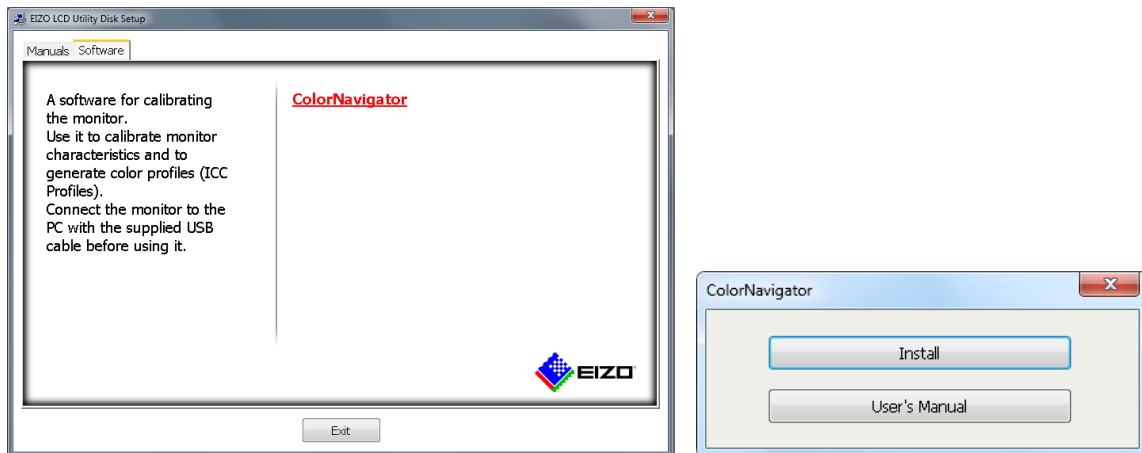 EIZO LCD Utility Disk Setup
Manuals Software
A software for calibrating
the monitor.
Use it to calibrate monitor
characteristics and to
generate color profiles (ICC
Profiles).
Connect the monitor to the
PC with the supplied USB
cable before using it.
ColorNavigator
EIZO
Exit
ColorNavigator
Install
User's Manual